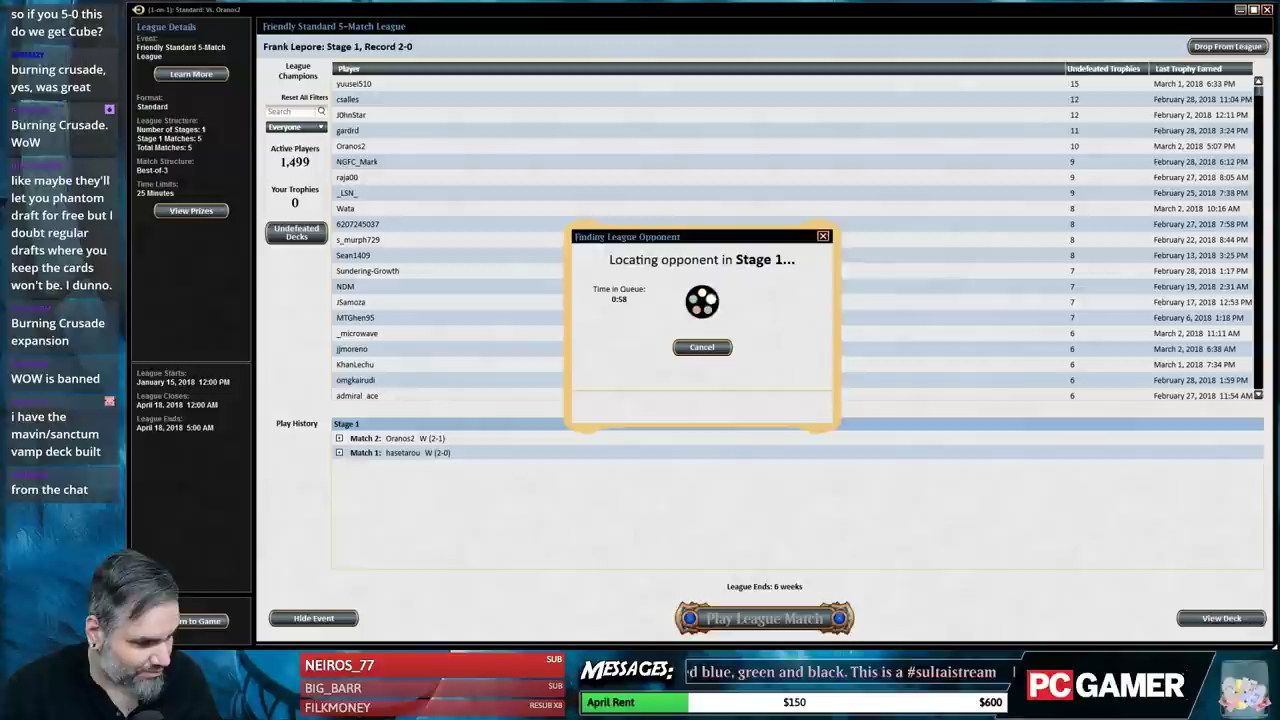 so if you 5-0
do we get Cube?
Burning crusade,
yes, was great
Burning Crusade.
WoW
like maybe they'll
let you phantom
draft for free but I
doubt regular
drafts where you
keep the cards
won't be. I dunno.
Burning Crusade
expansion
WOW is banned
i have the
mavin/sanctum
vamp deck built
from the chat
(1-on-1): Standard: Vs. Oranos2
League Details
Event:
Friendly Standard 5-Match
League
Learn More
Format:
Standard
League Structure:
Number of Stages: 1
Stage 1 Matches: 5
Total Matches: 5
Match Structure:
Best-of-3
Time Limits:
25 Minutes
View Prizes
League Starts:
January 15, 2018 12:00 PM
League Closes:
April 18, 2018 12:00 AM
League Ends:
April 18, 2018 5:00 AM
n to Game
Friendly Standard 5-Match League
Frank Lepore: Stage 1, Record 2-0
Drop From League
League
Champions
Reset All Filters
Search
Everyone
Active Players
1,499
Your Trophies
0
Undefeated
Decks
Player Undefeated Trophies Last Trophy Earned
yuusei510 15 March 1, 2018 6:33 PM
csalles 12 February 28, 2018 11:04 PM
J0hnStar 12 February 2, 2018 12:11 PM
gardrd 11 February 28, 2018 3:24 PM
Oranos2 10 March 2, 2018 5:07 PM
NGFC_Mark 9 February 28, 2018 6:12 PM
raja00 9 February 27, 2018 8:05 AM
_LSN_ 9 February 25, 2018 7:38 PM
Wata 8 March 2, 2018 10:16 AM
6207245037 8 February 27, 2018 7:58 PM
s_murph729 8 February 22, 2018 8:44 PM
Sean1409 8 February 13, 2018 5:25 PM
Sundering-Growth 7 February 28, 2018 1:17 PM
NDM 7 February 19, 2018 2:31 AM
JSamoza 7 February 17, 2018 12:53 PM
MTGhen95 7 February 6, 2018 1:18 PM
_microwave 6 March 2, 2018 11:11 AM
jjmoreno 6 March 2, 2018 6:38 AM
KhanLechu 6 March 1, 2018 7:34 PM
omgkairudi 6 February 28, 2018 1:59 PM
admiral ace 6 February 27, 2018 11:54 AM
Finding League Opponent
Locating opponent in Stage 1...
Time in Queue:
0:58
Cancel
Play History
Stage 1
Match 2: Oranos2 W (2-1)
Match 1: hasetarou W (2-0)
League Ends: 6 weeks
Hide Event
Play League Match
View Deck
NEIROS_77 SUB
BIG_BARR SUB
FILKMONEY RESUB X8
MESSAGES:
d blue, green and black. This is a #sultaistream
April Rent $150 $600
PC GAMER